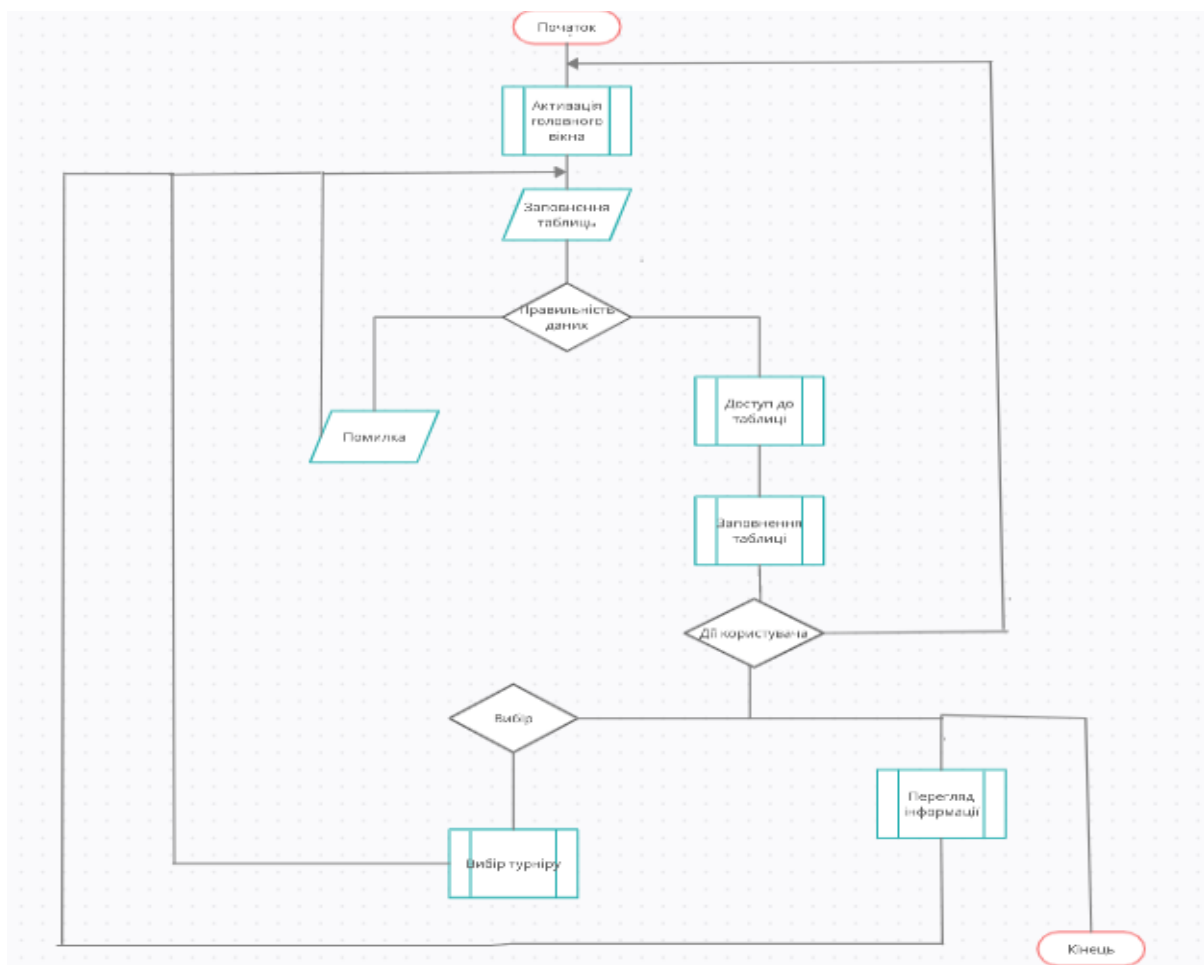 Початок
Активація
головного
вікна
Заповнення
таблиць
Правильність
даних
Доступ до
таблиці
Помилка
Заповнення
таблиці
Дії користувача
Вибір
Перегляд
інформації
Вибір турніру
Кінець